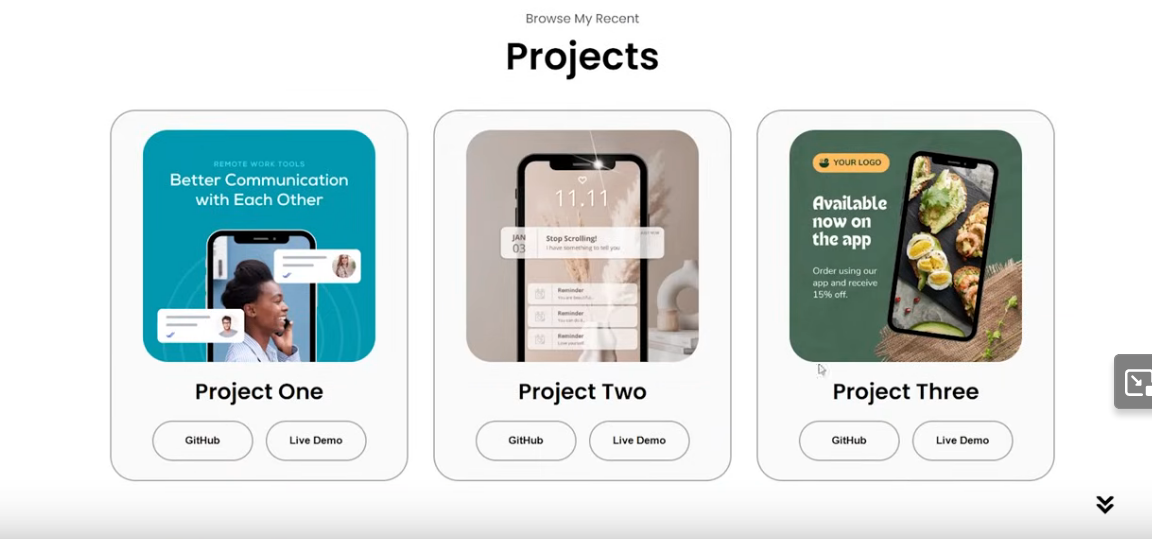 Browse My Recent
Projects
REMOTE WORK TOOLS
Better Communication
with Each Other
Project One
GitHub
Live Demo
11.11
JAN
03
Stop Scrolling!
I have something to tell you
Reminder
Reminder
Reminder
Project Two
GitHub
Live Demo
YOUR LOGO
Available
now on
the app
Order using our
app and receive
15% off.
Project Three
GitHub
Live Demo